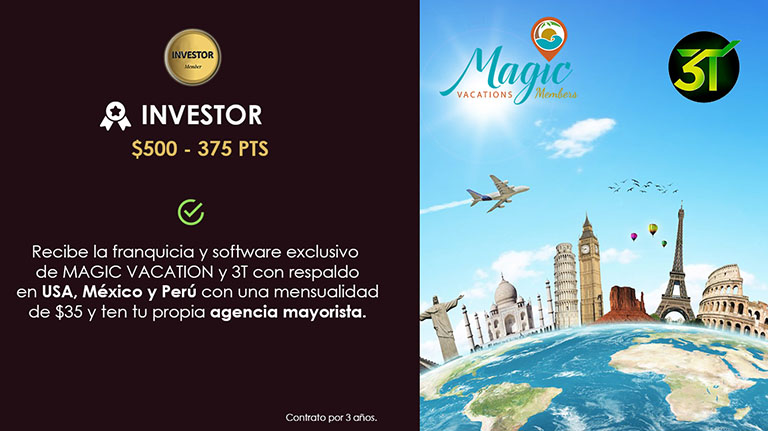 INVESTOR
Member
INVESTOR
$500 - 375 PTS
Recibe la franquicia y software exclusivo
de MAGIC VACATION y 3T con respaldo
en USA, México y Perú con una mensualidad
de $35 y ten tu propia agencia mayorista.
Contrato por 3 años.
Magic
VACATIONS Members
3T